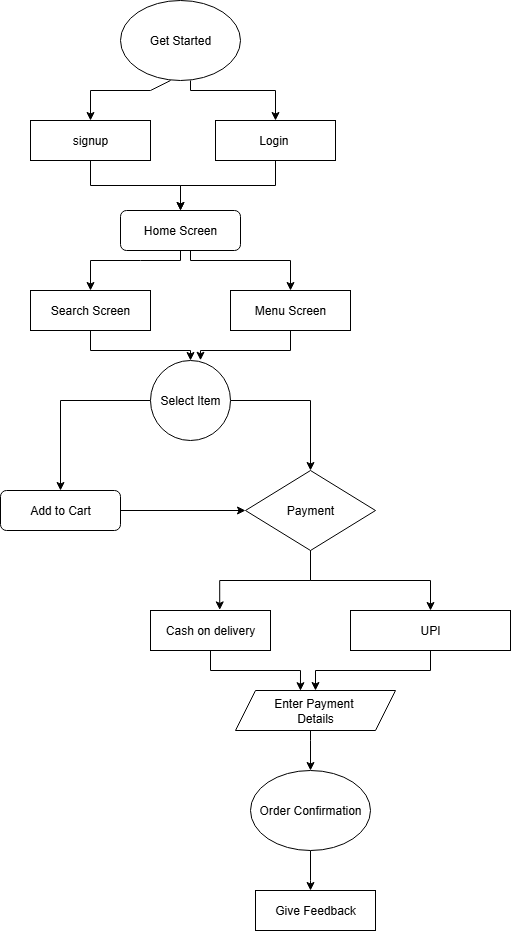 Get Started
signup
Login
Home Screen
Search Screen
Menu Screen
Select Item
Add to Cart
Payment
Cash on delivery
UPI
Enter Payment
Details
Order Confirmation
Give Feedback